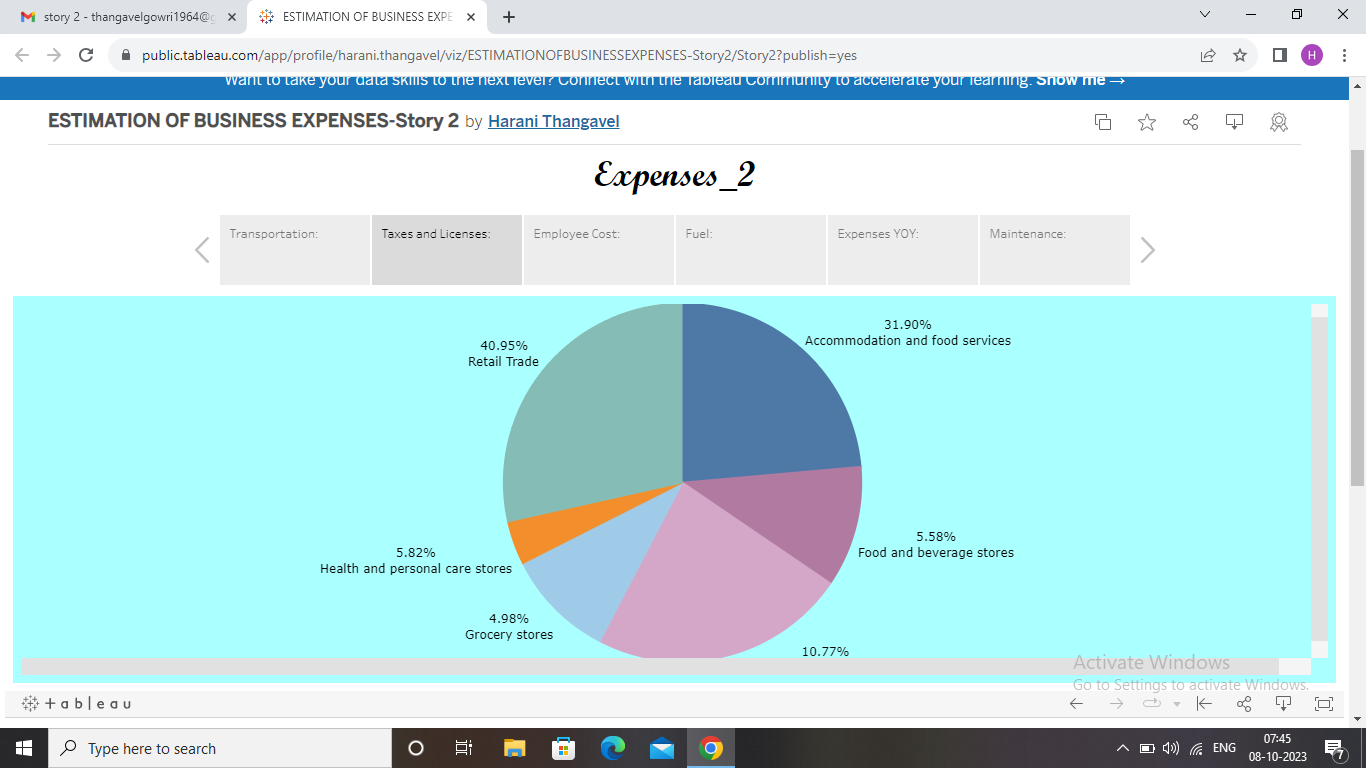 story 2 - thangavelgowri1964@g
ESTIMATION OF BUSINESS EXPE
public.tableau.com/app/profile/harani.thangavel/viz/ESTIMATIONOFBUSINESSEXPENSES-Story2/Story2?publish=yes
H
Want to take your data skills to the next level? Connect with the Tableau Community to accelerate your learning. Show me →
ESTIMATION OF BUSINESS EXPENSES-Story 2 by Harani Thangavel
Expenses_2
Transportation:
Taxes and Licenses:
Employee Cost:
Fuel:
Expenses YOY:
Maintenance:
31.90%
Accommodation and food services
40.95%
Retail Trade
5.58%
Food and beverage stores
5.82%
Health and personal care stores
4.98%
Grocery stores
10.77%
Activate Windows
Go to Settings to activate Windows.
+ a b l e a u
Type here to search
ENG
07:45
08-10-2023
7